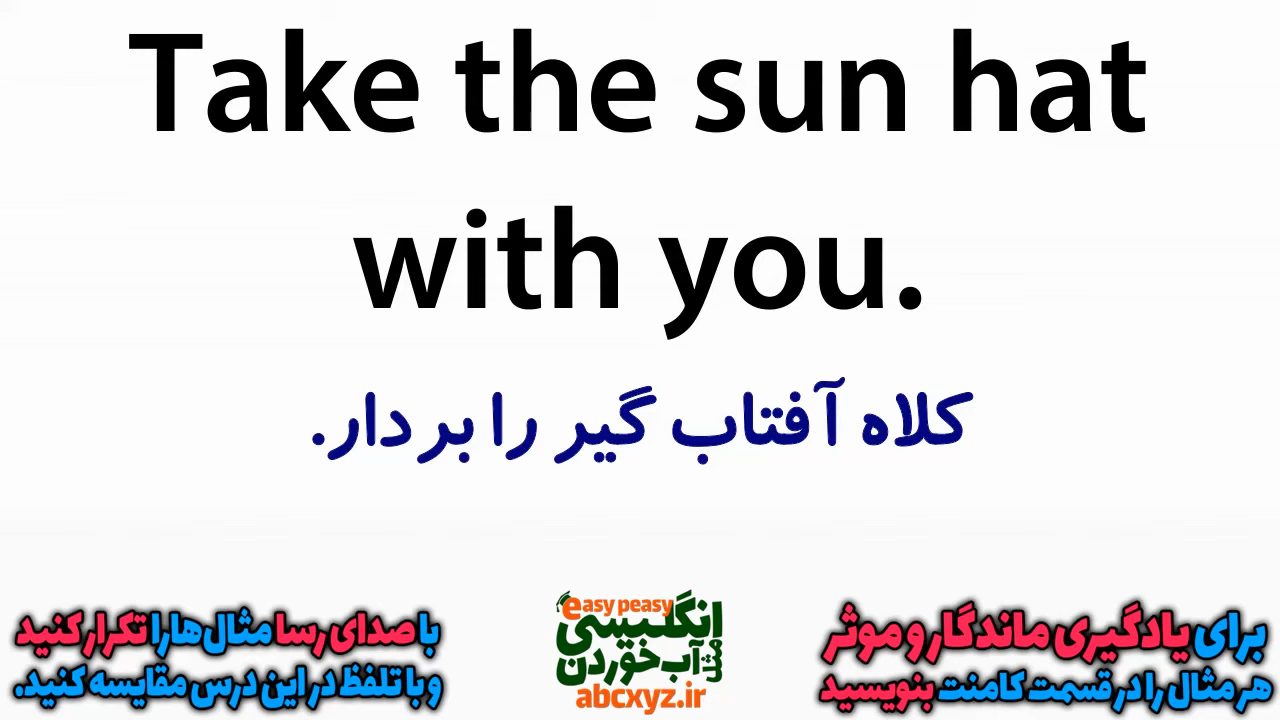 Take the sun hat
with you.
کلاه آفتاب گیر را بردار.
برای یادگیری ماندگار و موثر
هر مثال را در قسمت کامنت بنویسید
easy peasy
انگلیسی
مثل آب خوردن
abcxyz.ir
با صدای رسا مثال‌ها را تکرار کنید
و با تلفظ در این درس مقایسه کنید.